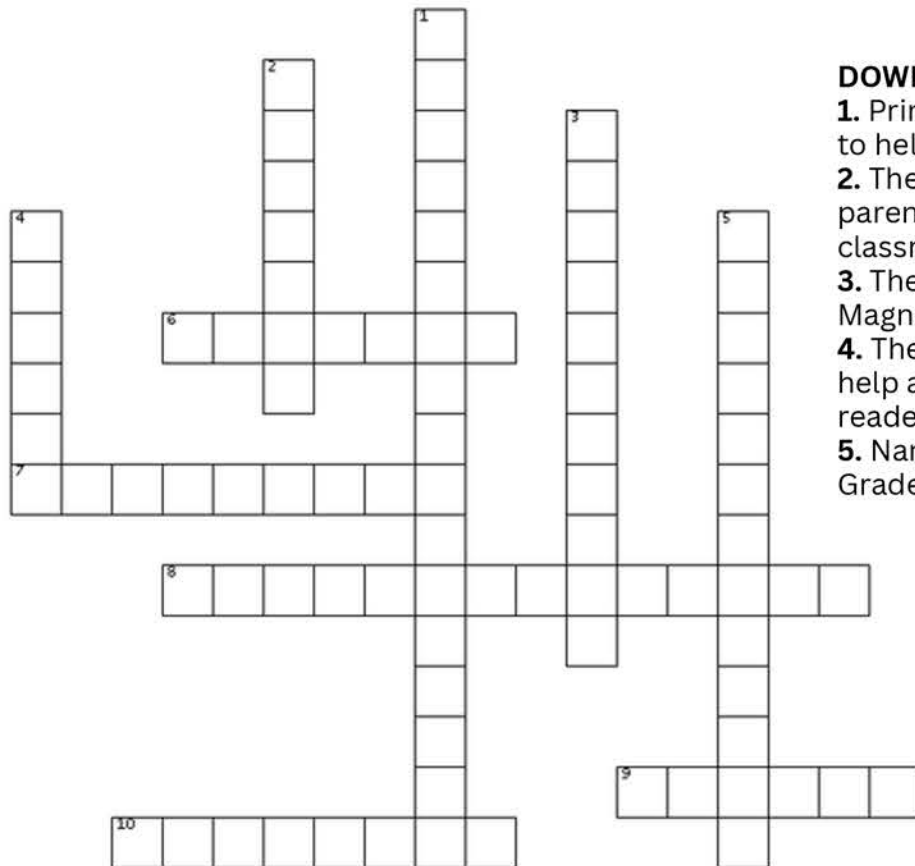 1
2
3
4
5
6
7
8
9
10
1. Prin
to hel
2. The
paren
classr
3. The
Magn
4. The
help a
reade
5. Nar
Grade